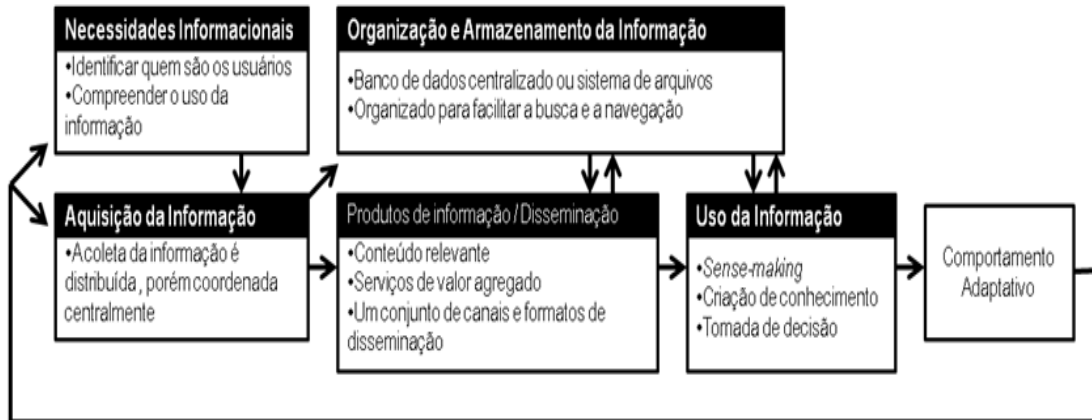 Necessidades Informacionais
•Identificar quem são os usuários
•Compreender o uso da
informação
Organização e Armazenamento da Informação
•Banco de dados centralizado ou sistema de arquivos
•Organizado para facilitar a busca e a navegação
Aquisição da Informação
•A coleta da informação é
distribuída, porém coordenada
centralmente
Produtos de informação / Disseminação
•Conteúdo relevante
•Serviços de valor agregado
•Um conjunto de canais e formatos de
disseminação
Uso da Informação
•Sense-making
•Criação de conhecimento
•Tomada de decisão
Comportamento
Adaptativo